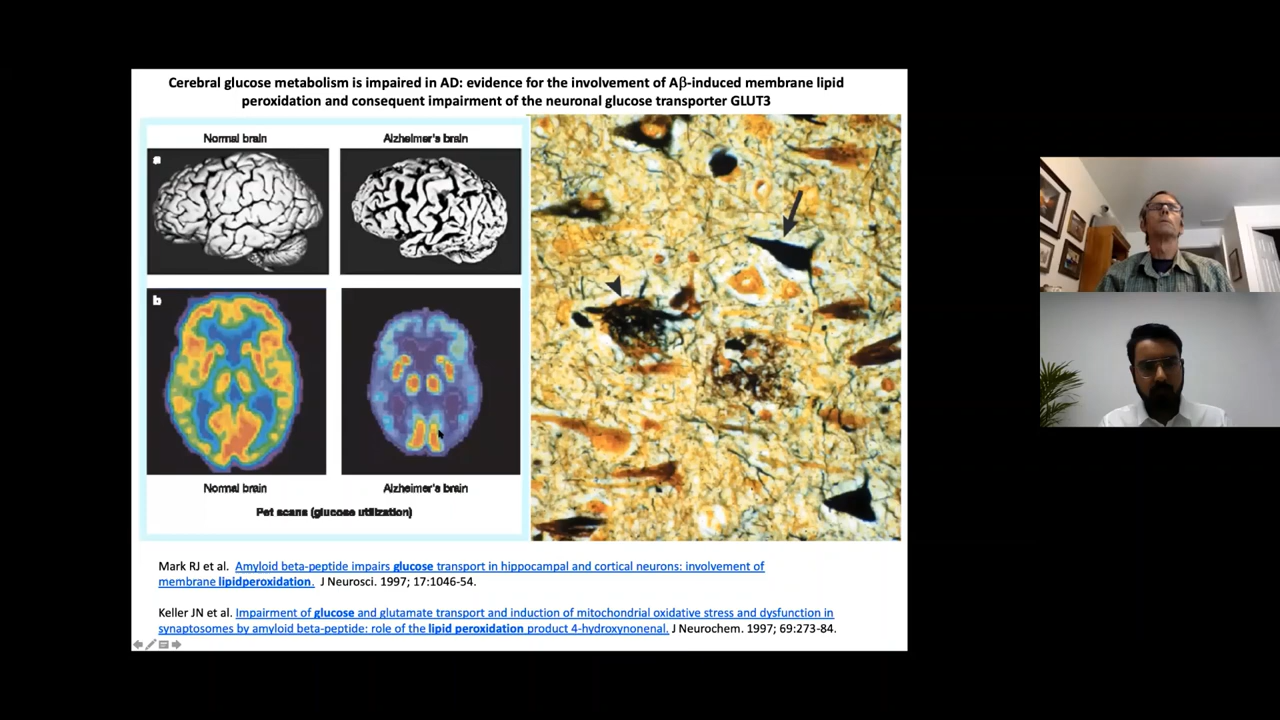 Cerebral glucose metabolism is impaired in AD: evidence for the involvement of Aβ-induced membrane lipid
peroxidation and consequent impairment of the neuronal glucose transporter GLUT3
Normal brain
Alzheimer's brain
a
b
Normal brain
Alzheimer's brain
Pet scans (glucose utilization)
Mark RJ et al. Amyloid beta-peptide impairs glucose transport in hippocampal and cortical neurons: involvement of
membrane lipidperoxidation. J Neurosci. 1997; 17:1046-54.
Keller JN et al. Impairment of glucose and glutamate transport and induction of mitochondrial oxidative stress and dysfunction in
synaptosomes by amyloid beta-peptide: role of the lipid peroxidation product 4-hydroxynonenal. J Neurochem. 1997; 69:273-84.